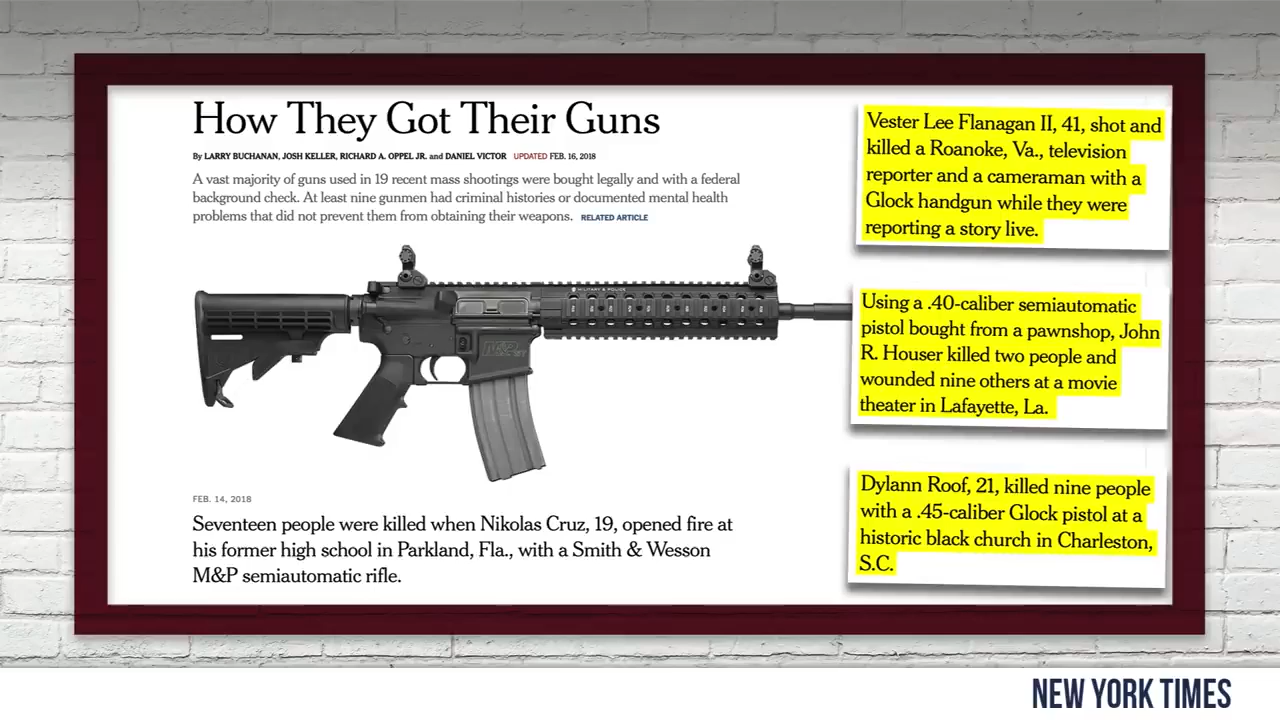 How They Got Their Guns
By LARRY BUCHANAN, JOSH KELLER, RICHARD A. OPPEL JR. and DANIEL VICTOR UPDATED FEB. 16, 2018
A vast majority of guns used in 19 recent mass shootings were bought legally and with a federal
background check. At least nine gunmen had criminal histories or documented mental health
problems that did not prevent them from obtaining their weapons. RELATED ARTICLE
MILITARY & POLICE
M&P
FEB. 14, 2018
Seventeen people were killed when Nikolas Cruz, 19, opened fire at
his former high school in Parkland, Fla., with a Smith & Wesson
M&P semiautomatic rifle.
Vester Lee Flanagan II, 41, shot and
killed a Roanoke, Va., television
reporter and a cameraman with a
Glock handgun while they were
reporting a story live.
Using a .40-caliber semiautomatic
pistol bought from a pawnshop, John
R. Houser killed two people and
wounded nine others at a movie
theater in Lafayette, La.
Dylann Roof, 21, killed nine people
with a .45-caliber Glock pistol at a
historic black church in Charleston,
S.C.
NEW YORK TIMES